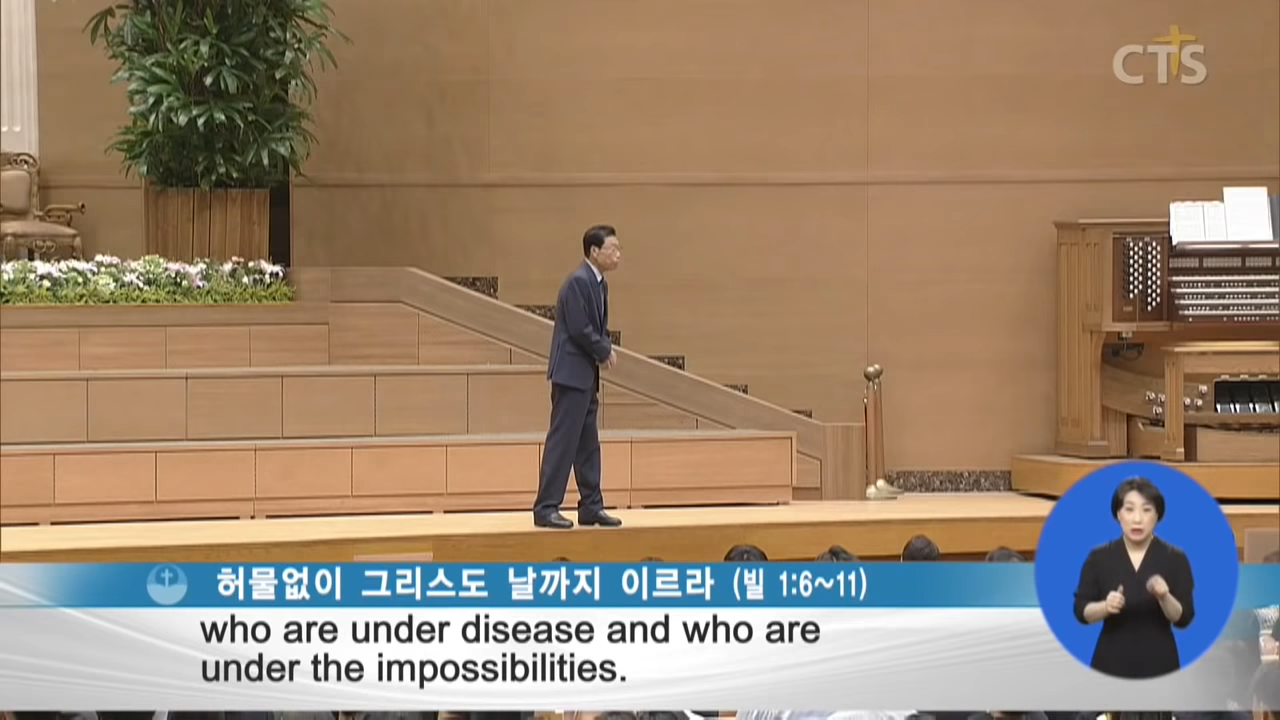 CTS
허물없이 그리스도 날까지 이르라 (빌 1:6~11)
who are under disease and who are
under the impossibilities.